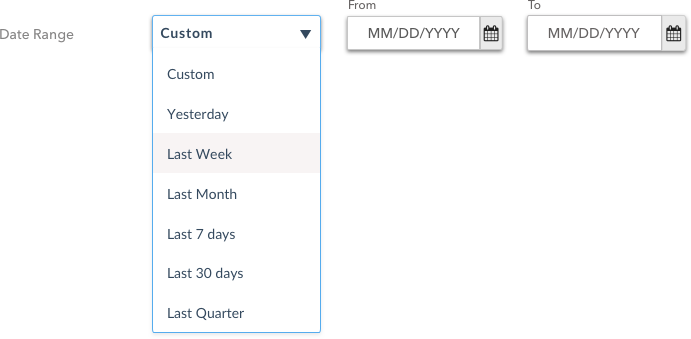 From
To
Date Range
Custom
MM/DD/YYYY
MM/DD/YYYY
Custom
Yesterday
Last Week
Last Month
Last 7 days
Last 30 days
Last Quarter